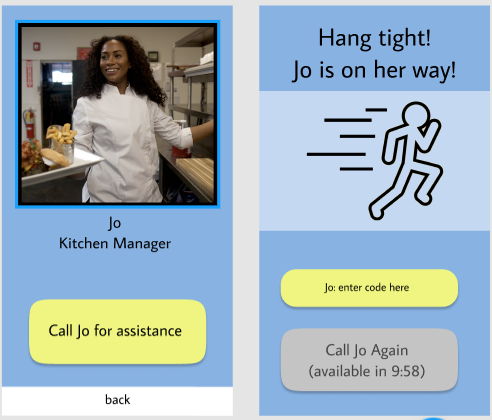 Jo
Kitchen Manager
Call Jo for assistance
back
Hang tight!
Jo is on her way!
Jo: enter code here
Call Jo Again
(available in 9:58)